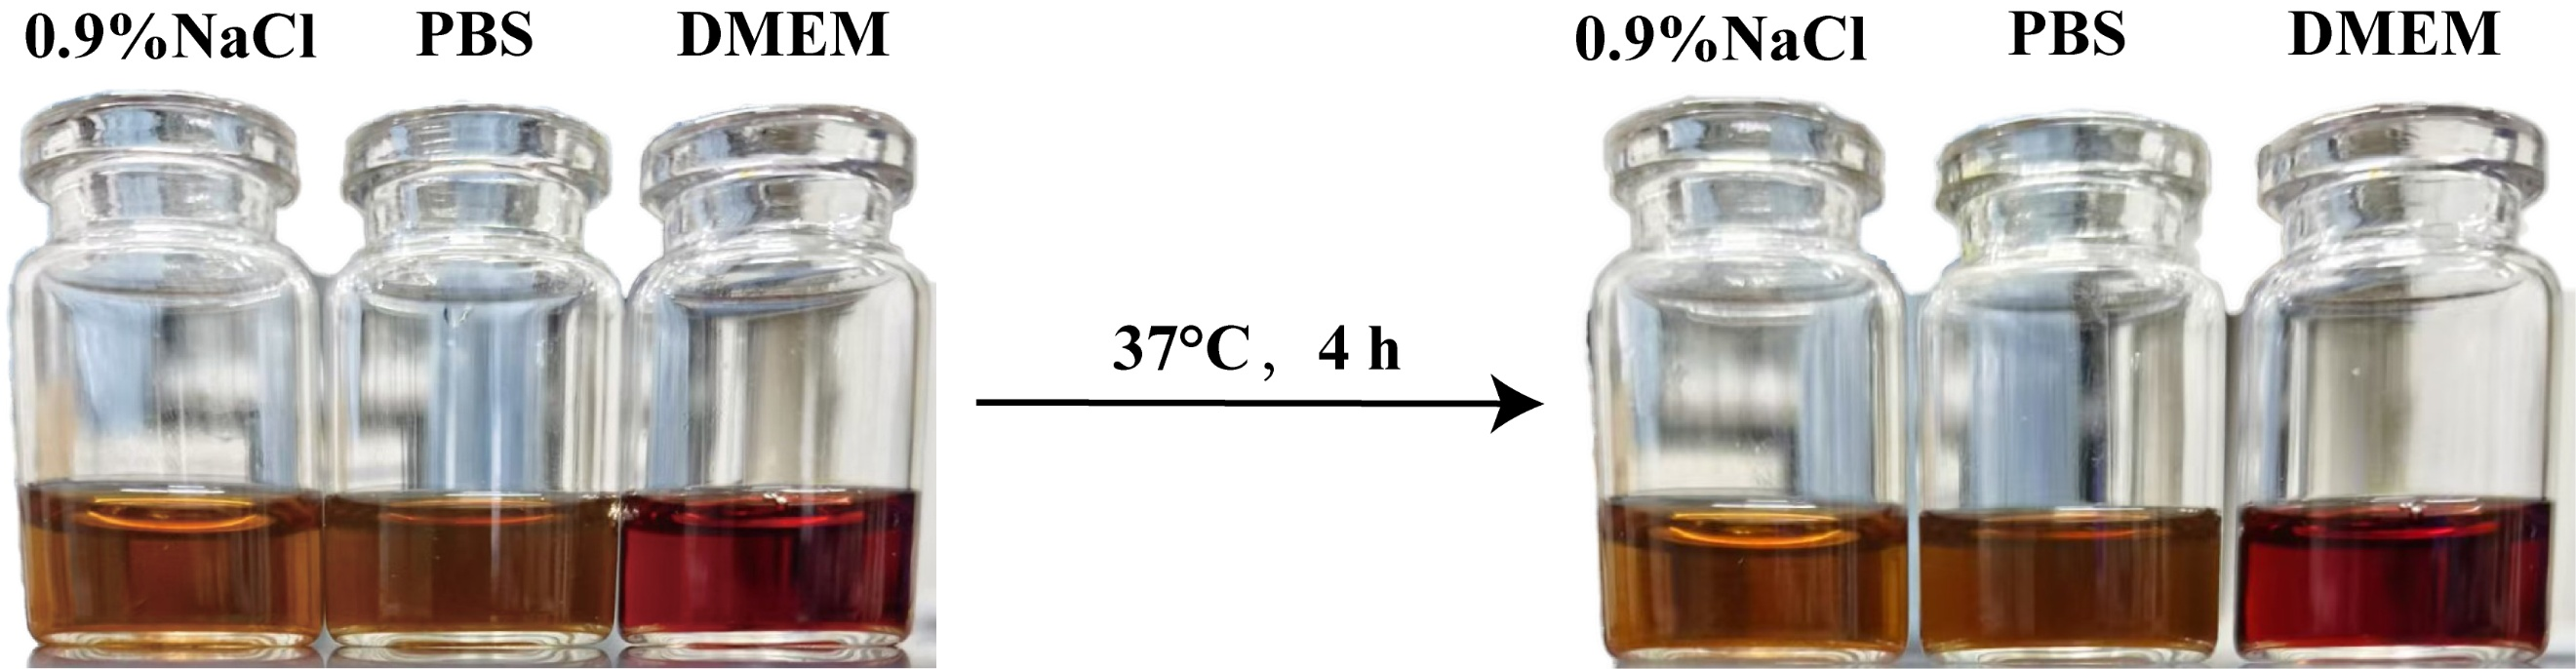 0.9%NaCl PBS DMEM
37°C, 4 h
0.9%NaCl PBS DMEM